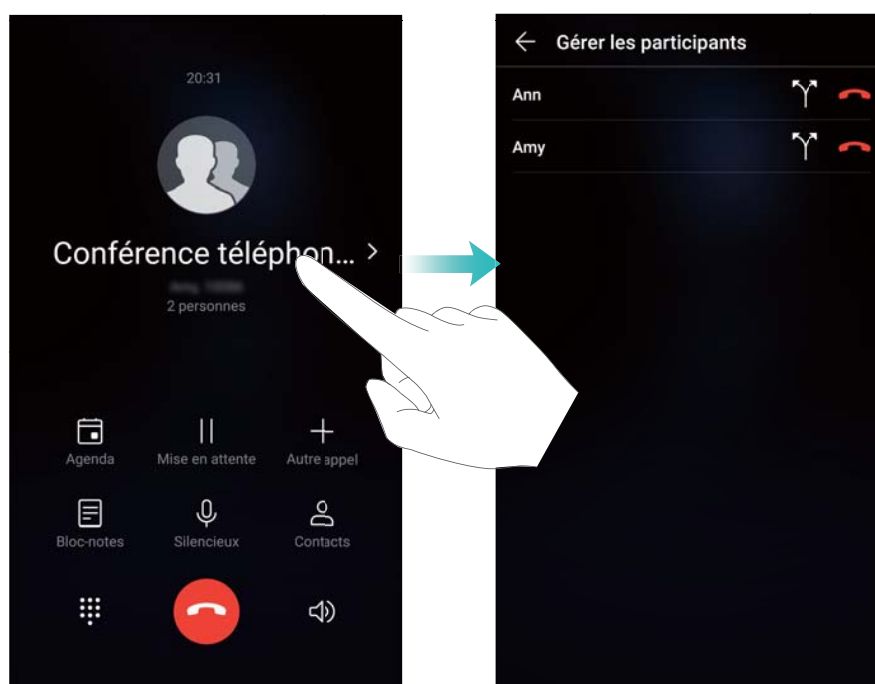 20:31
Conférence téléphon...
2 personnes
Agenda
Mise en attente
Autre appel
Bloc-notes
Silencieux
Contacts
Gérer les participants
Ann
Amy